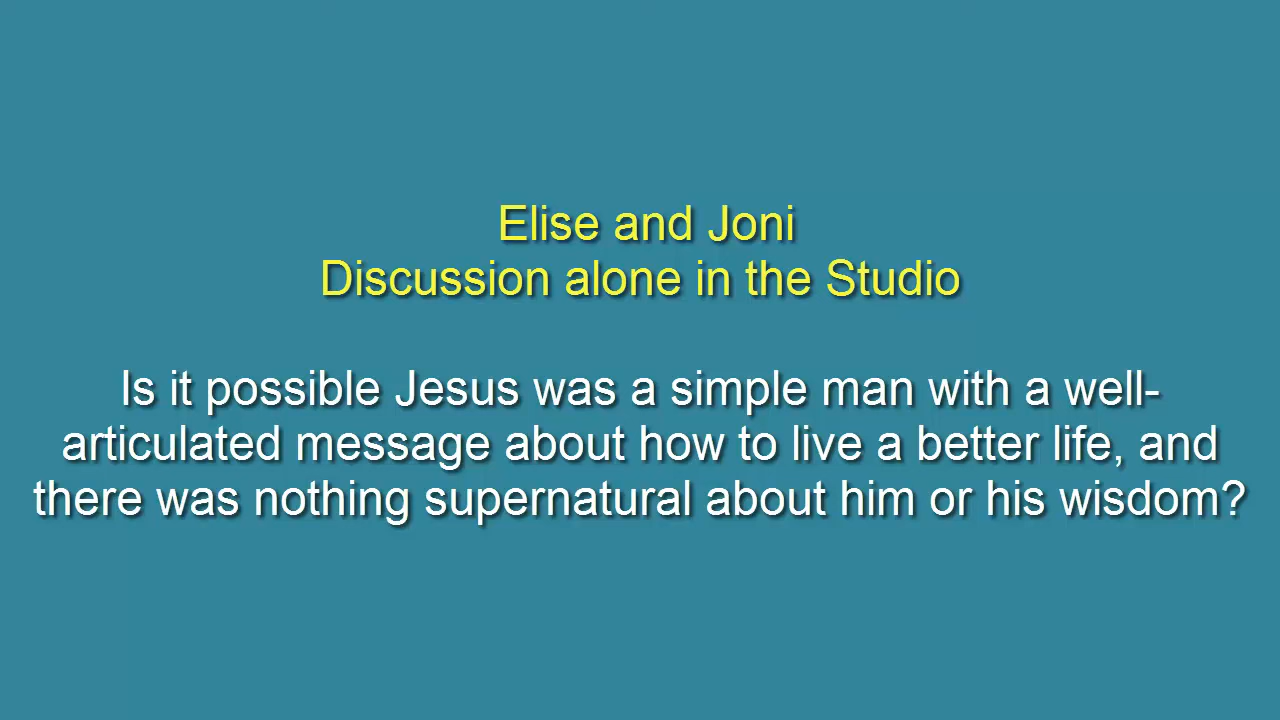 Elise and Joni
Discussion alone in the Studio
Is it possible Jesus was a simple man with a well-
articulated message about how to live a better life, and
there was nothing supernatural about him or his wisdom?